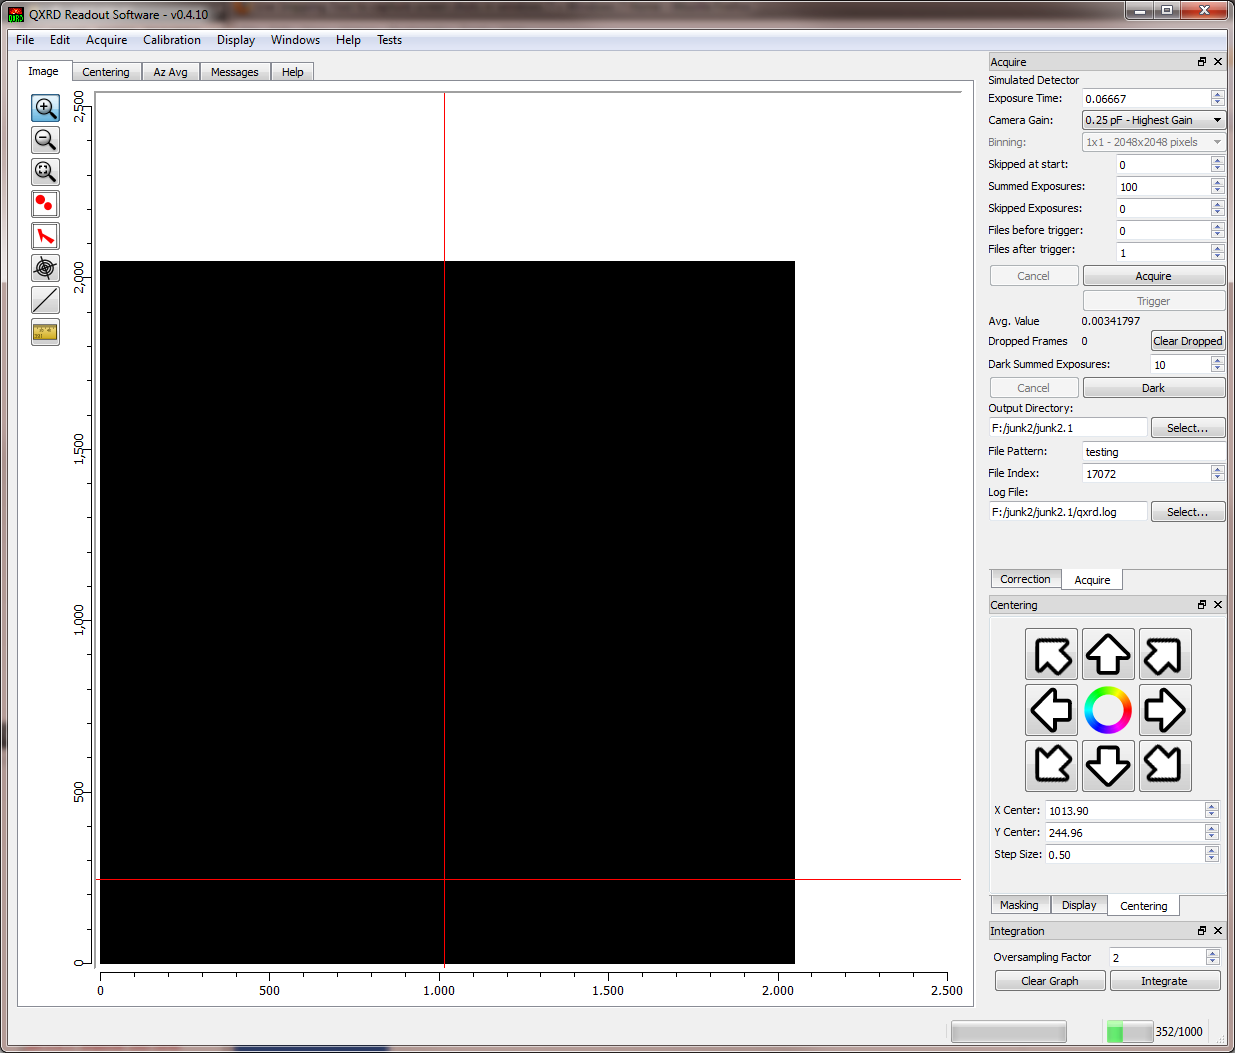 QXRD Readout Software - v0.4.10
File Edit Acquire Calibration Display Windows Help Tests
Image Centering Az Avg Messages Help
2,500
2,000
1,500
1,000
500
0
0 500 1.000 1.500 2.000 2.500
Acquire
Simulated Detector
Exposure Time: 0.06667
Camera Gain: 0.25 pF - Highest Gain
Binning: 1x1 - 2048x2048 pixels
Skipped at start: 0
Summed Exposures: 100
Skipped Exposures: 0
Files before trigger: 0
Files after trigger: 1
Cancel Acquire
Trigger
Avg. Value 0.00341797
Dropped Frames 0 Clear Dropped
Dark Summed Exposures: 10
Cancel Dark
Output Directory:
F:/junk2/junk2.1 Select...
File Pattern: testing
File Index: 17072
Log File:
F:/junk2/junk2.1/qxrd.log Select...
Correction Acquire
Centering
X Center: 1013.90
Y Center: 244.96
Step Size: 0.50
Masking Display Centering
Integration
Oversampling Factor 2
Clear Graph Integrate
352/1000